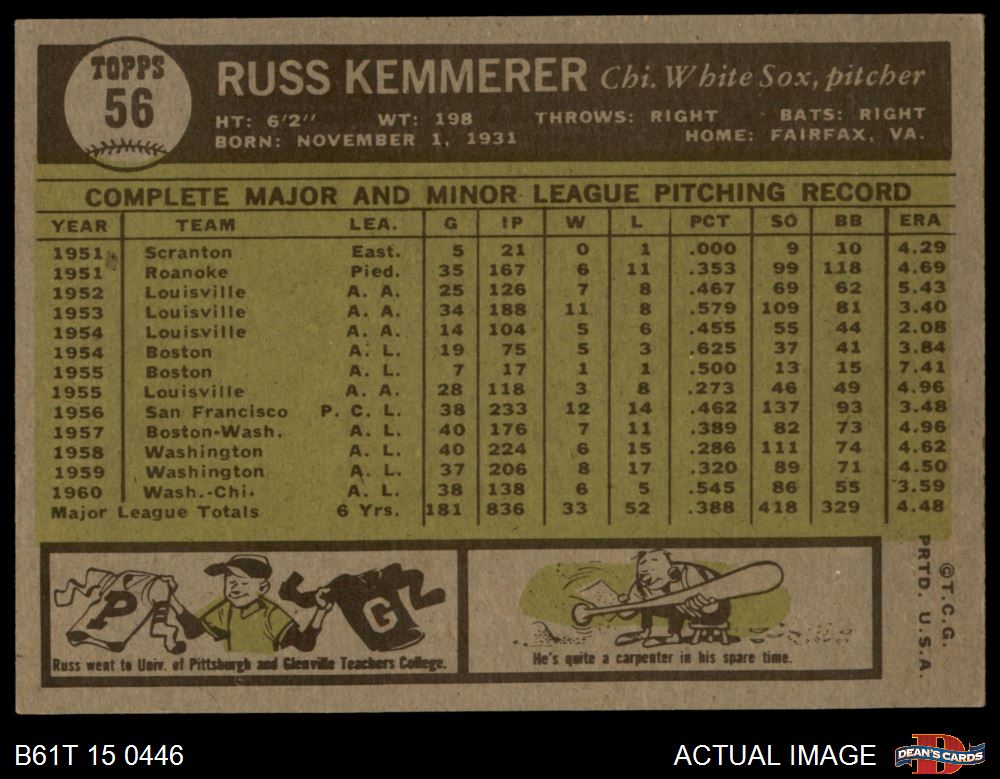 TOPPS
56
RUSS KEMMERER Chi. White Sox, pitcher
HT: 6'2" WT: 198 THROWS: RIGHT BATS: RIGHT
BORN: NOVEMBER 1, 1931 HOME: FAIRFAX, VA.
COMPLETE MAJOR AND MINOR LEAGUE PITCHING RECORD
YEAR TEAM LEA. G IP W L PCT SO BB ERA
1951 Scranton East. 5 21 0 1 .000 9 10 4.29
1951 Roanoke Pied. 35 167 6 11 .353 99 118 4.69
1952 Louisville A. A. 25 126 7 8 .467 69 62 5.43
1953 Louisville A. A. 34 188 11 8 .579 109 81 3.40
1954 Louisville A. A. 14 104 5 6 .455 55 44 2.08
1954 Boston A. L. 19 75 5 3 .625 37 41 3.84
1955 Boston A. L. 7 17 1 1 .500 13 15 7.41
1955 Louisville A. A. 28 118 3 8 .273 46 49 4.96
1956 San Francisco P. C. L. 38 233 12 14 .462 137 93 3.48
1957 Boston-Wash. A. L. 40 176 7 11 .389 82 73 4.96
1958 Washington A. L. 40 224 6 15 .286 111 74 4.62
1959 Washington A. L. 37 206 8 17 .320 89 71 4.50
1960 Wash.-Chi. A. L. 38 138 6 5 .545 86 55 3.59
Major League Totals 6 Yrs. 181 836 33 52 .388 418 329 4.48
P
G
Russ went to Univ. of Pittsburgh and Glenville Teachers College.
He's quite a carpenter in his spare time.
©T.C.G.
PRTD. U.S.A.
B61T 15 0446
ACTUAL IMAGE
DEAN'S CARDS